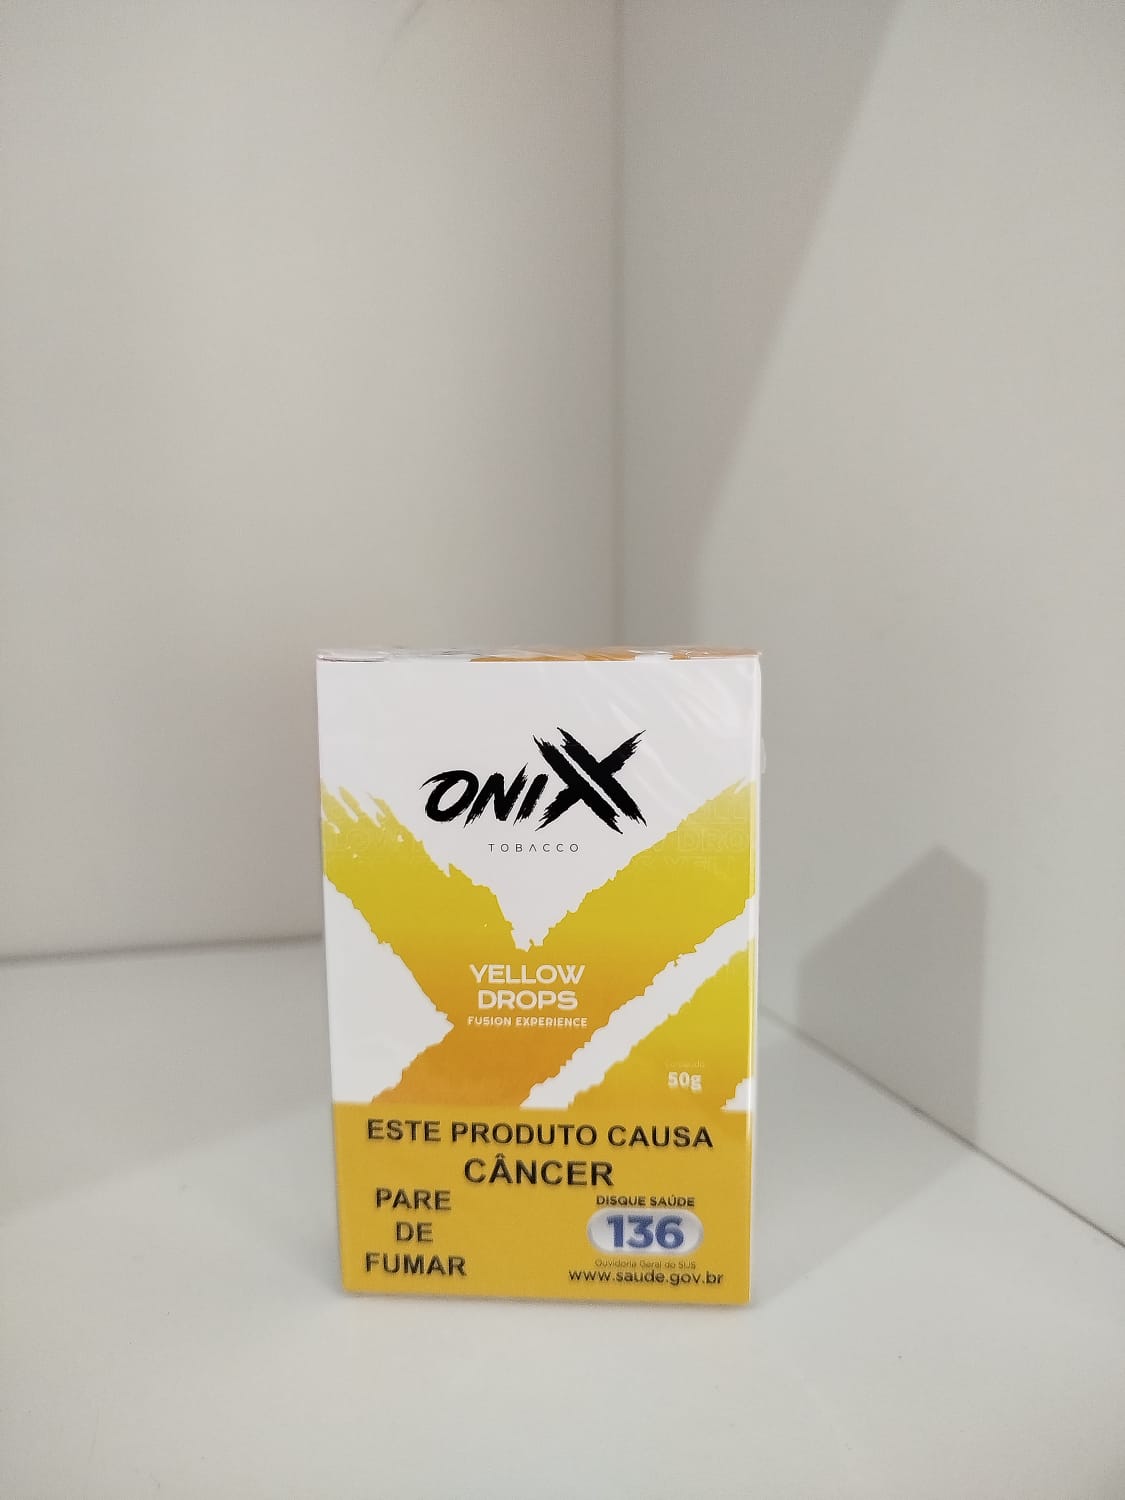 ONIX
TOBACCO
YELLOW
DROPS
FUSION EXPERIENCE
50g
ESTE PRODUTO CAUSA
CÂNCER
PARE
DE
FUMAR
DISQUE SAÚDE
136
Ouvidoria Geral do SUS
www.saude.gov.br